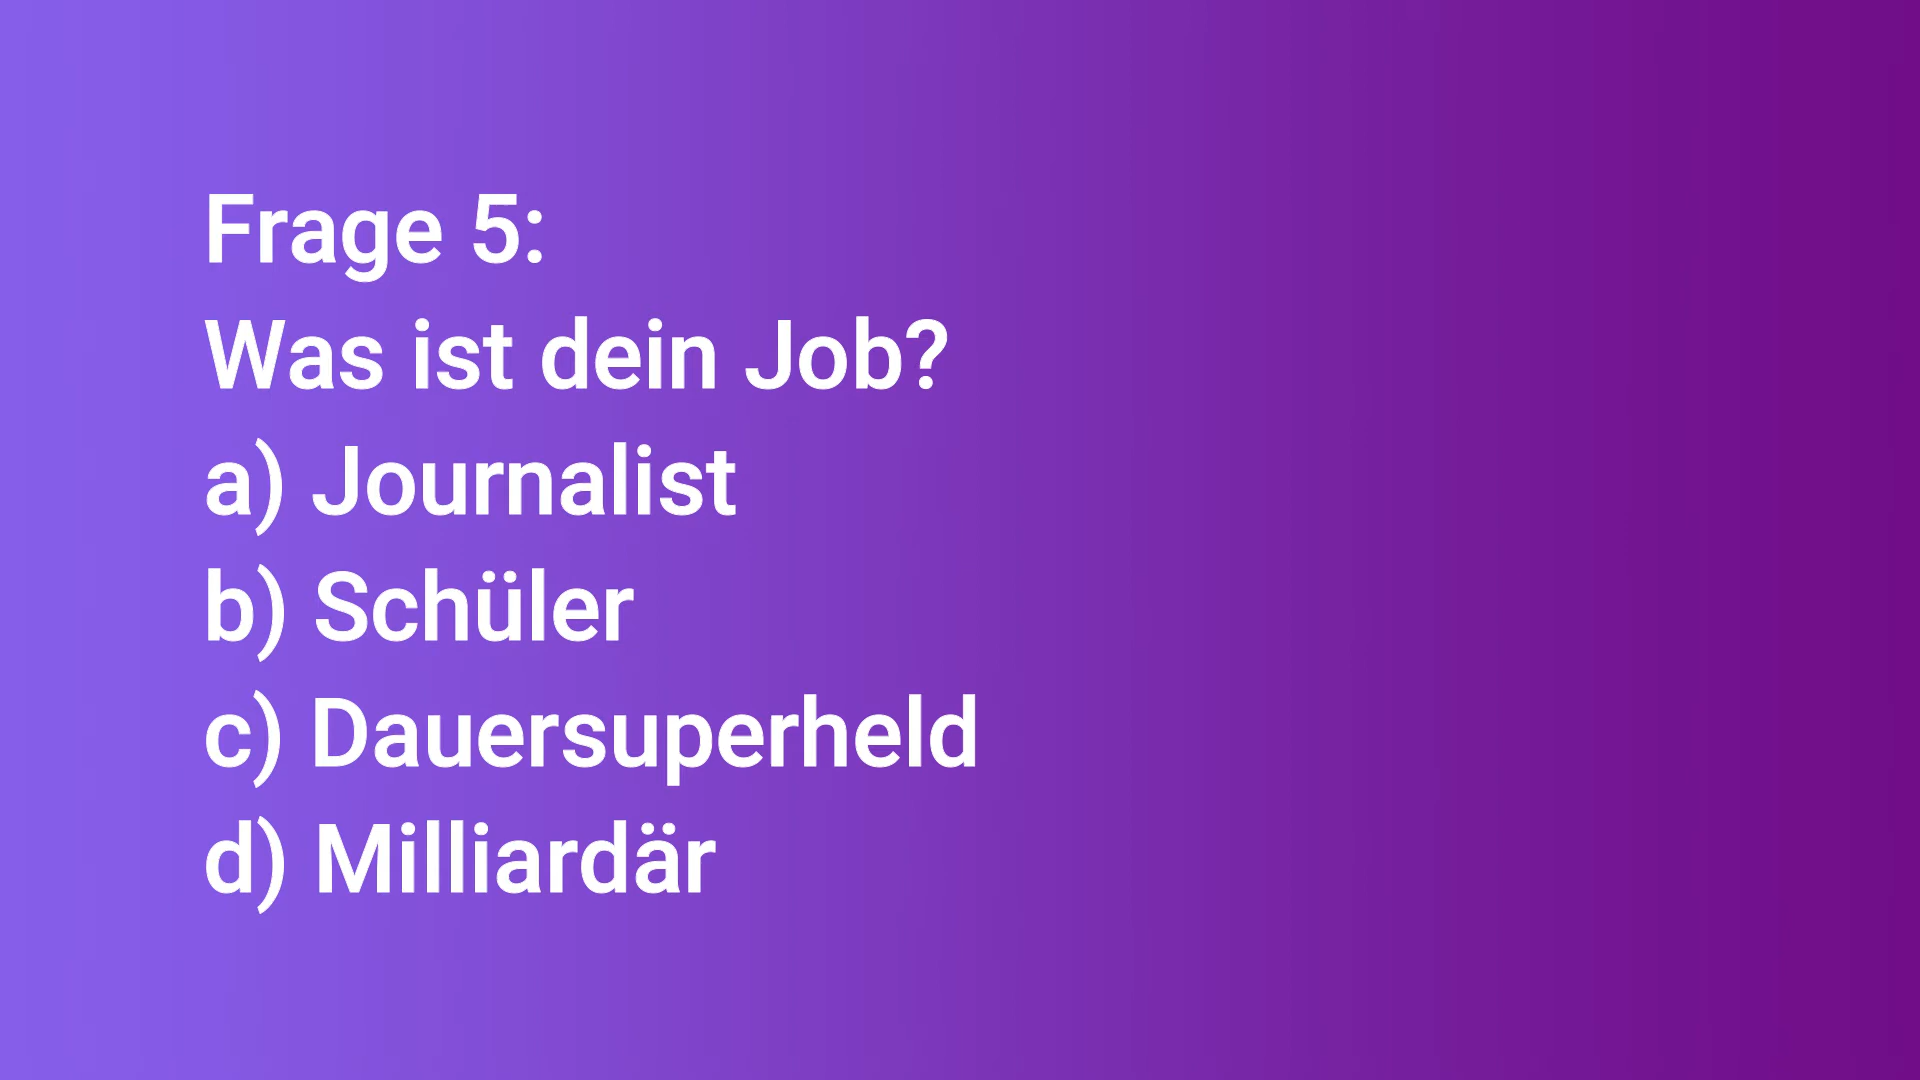 Frage 5:
Was ist dein Job?
a) Journalist
b) Schüler
c) Dauersuperheld
d) Milliardär